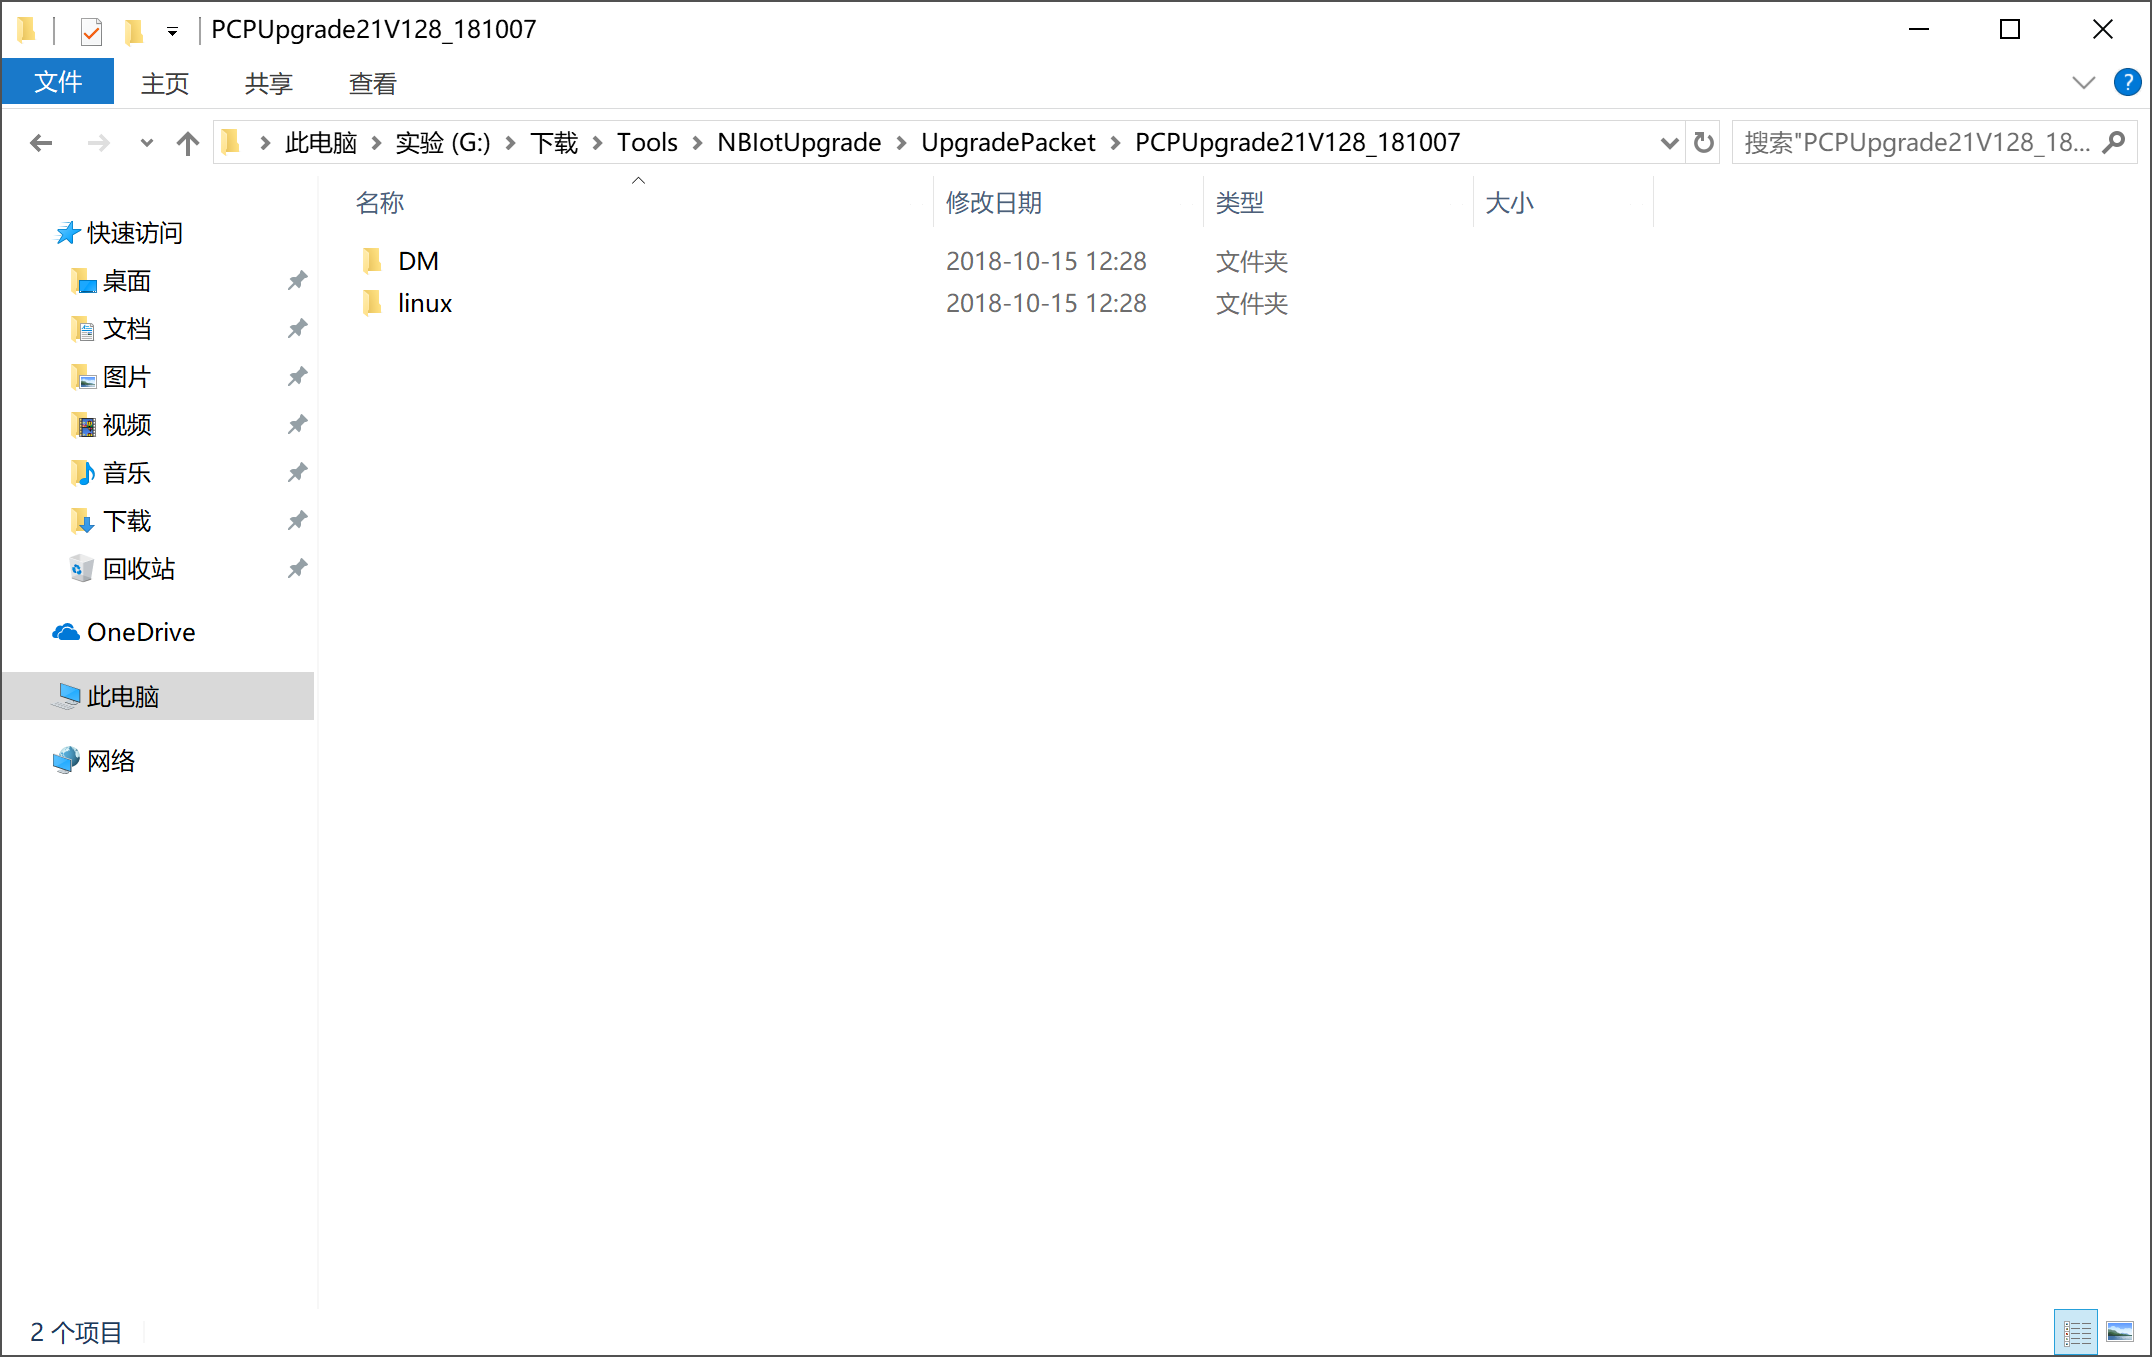 PCPUpgrade21V128_181007
文件 主页 共享 查看
此电脑 实验 (G:) 下载 Tools NBIotUpgrade UpgradePacket PCPUpgrade21V128_181007 搜索"PCPUpgrade21V128_18...
名称 修改日期 类型 大小
快速访问
桌面
文档
图片
视频
音乐
下载
回收站
OneDrive
此电脑
网络
DM 2018-10-15 12:28 文件夹
linux 2018-10-15 12:28 文件夹
2 个项目